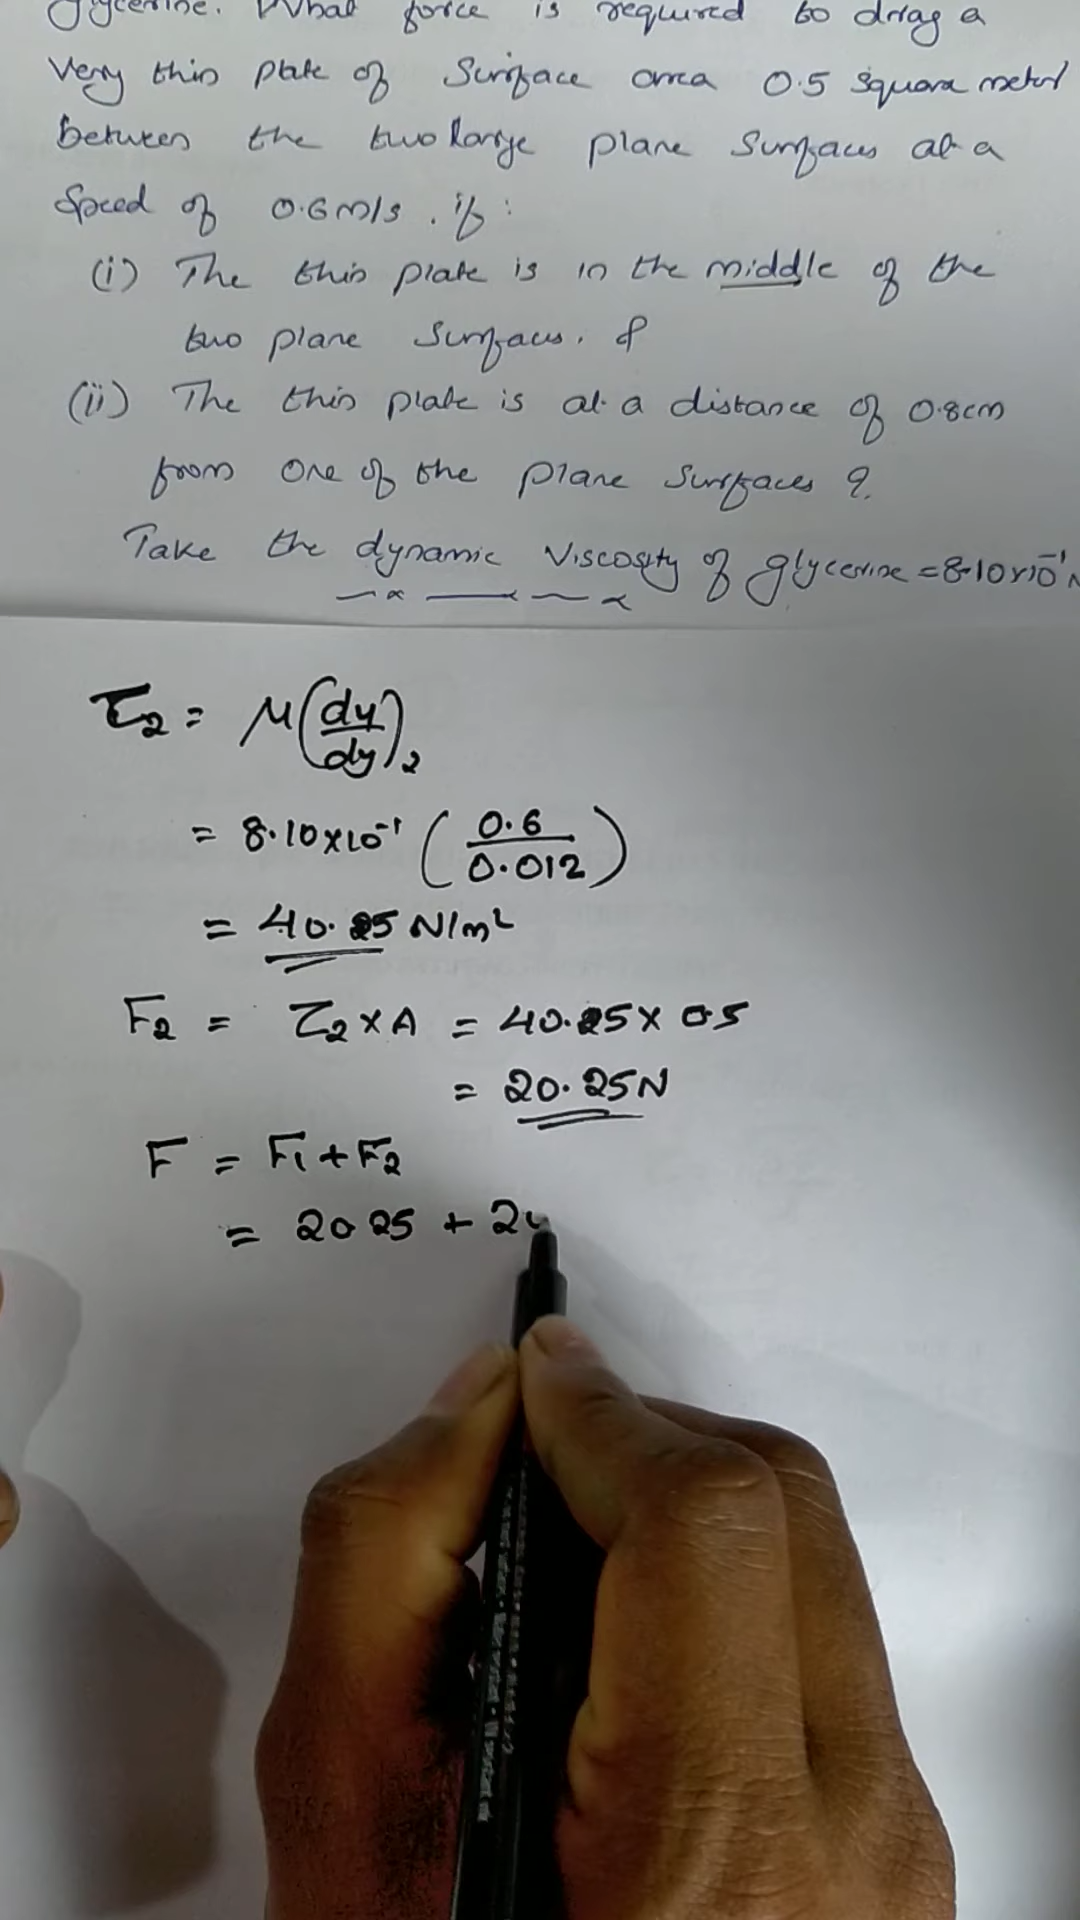 Glycerine. What force is required to drag a
Very thin plate of Surface area 0.5 square meter
between the two large plane Surfaces at a
Speed of 0.6 m/s. if:
(i) The thin plate is in the middle of the
two plane Surfaces. &
(ii) The thin plate is at a distance of 0.8cm
from one of the plane Surfaces ?
Take the dynamic Viscosity of glycerine = 8.10x10⁻¹ N
τ₂ = μ(du/dy)₂
= 8.10×10⁻¹ (0.6/0.012)
= 40.25 N/m²
F₂ = τ₂ × A = 40.25 × 0.5
= 20.25N
F = F₁ + F₂
= 20.25 + 20